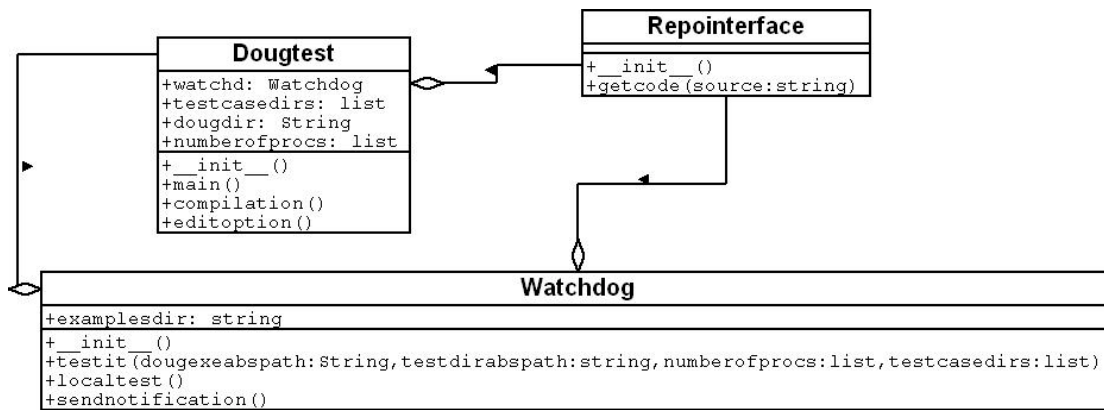 Dougtest
+watchd: Watchdog
+testcasedirs: list
+dougdir: String
+numberofprocs: list
+__init__()
+main()
+compilation()
+editoption()
Repointerface
+__init__()
+getcode(source:string)
Watchdog
+examplesdir: string
+__init__()
+testit(dougexeabspath:String,testdirabspath:string,numberofprocs:list,testcasedirs:list)
+localtest()
+sendnotification()